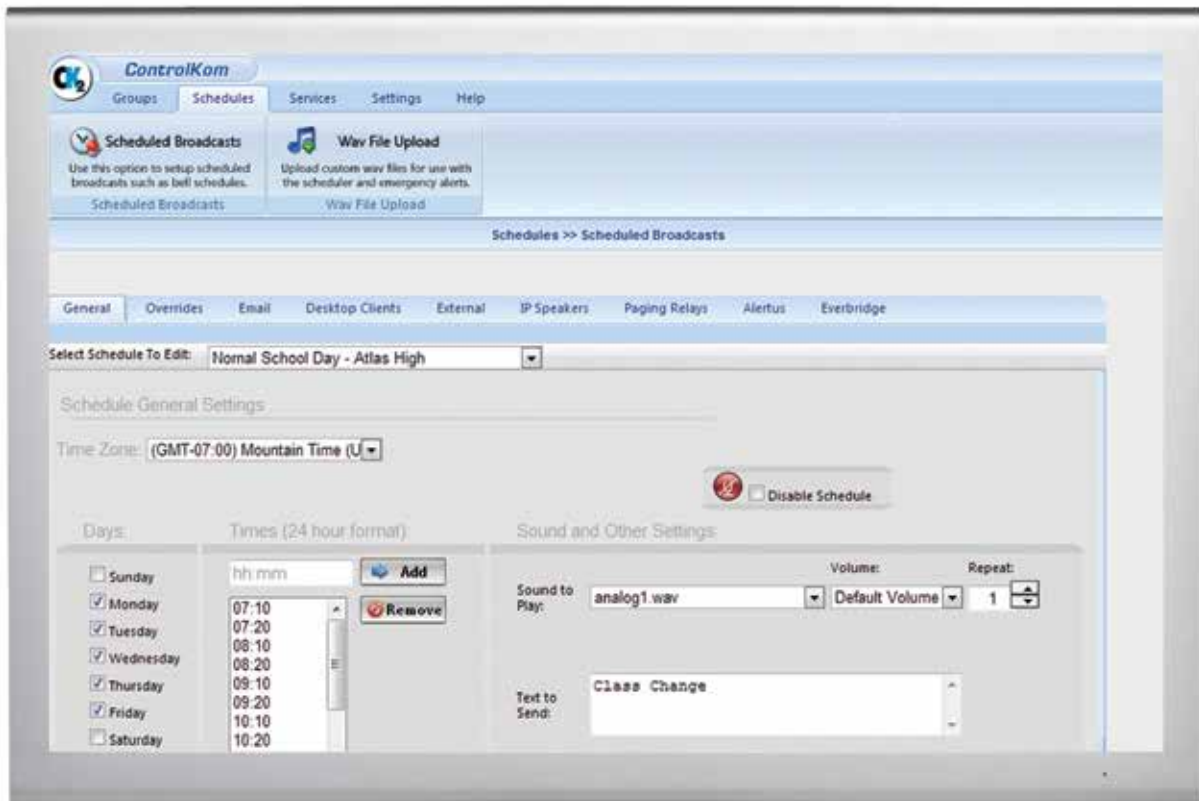 CK2
ControlKom
Groups Schedules Services Settings Help
Scheduled Broadcasts
Use this option to setup scheduled
broadcasts such as bell schedules.
Scheduled Broadcasts
Wav File Upload
Upload custom wav files for use with
the scheduler and emergency alerts.
Wav File Upload
Schedules >> Scheduled Broadcasts
General Overrides Email Desktop Clients External IP Speakers Paging Relays Alertus Everbridge
Select Schedule To Edit: Nomal School Day - Atlas High
Schedule General Settings
Time Zone: (GMT-07:00) Mountain Time (U
Disable Schedule
Days:
Sunday
Monday
Tuesday
Wednesday
Thursday
Friday
Saturday
Times (24 hour format)
hh:mm
Add
Remove
07:10
07:20
08:10
08:20
09:10
09:20
10:10
10:20
Sound and Other Settings
Volume: Repeat:
Sound to
Play:
analog1.wav Default Volume 1
Text to
Send:
Class Change